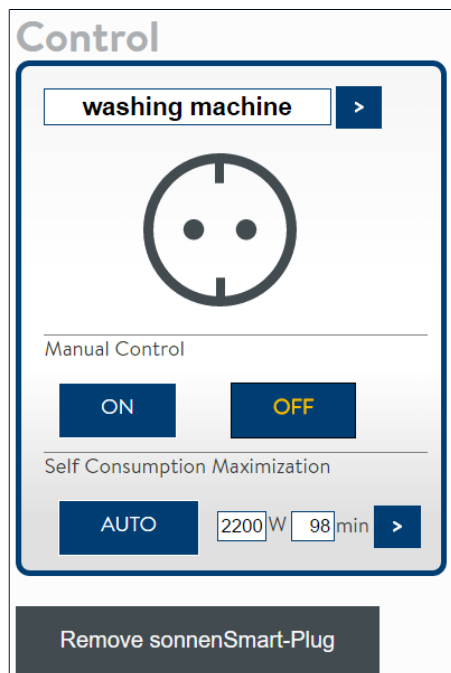 Control
washing machine >
Manual Control
ON OFF
Self Consumption Maximization
AUTO 2200 W 98 min >
Remove sonnenSmart-Plug